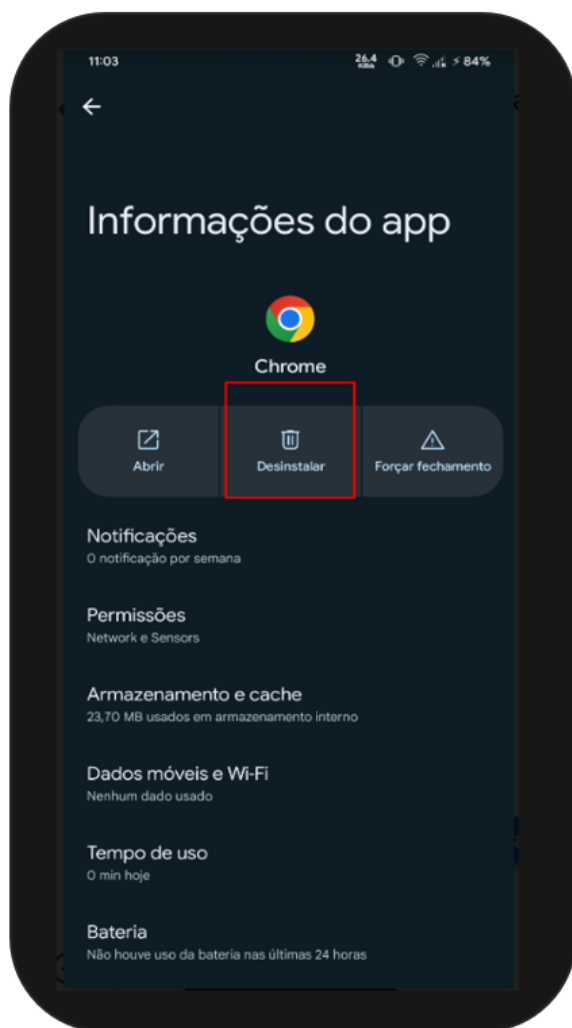 11:03 26.4 KB/s 84%
Informações do app
Chrome
Abrir Desinstalar Forçar fechamento
Notificações
0 notificação por semana
Permissões
Network e Sensors
Armazenamento e cache
23,70 MB usados em armazenamento interno
Dados móveis e Wi-Fi
Nenhum dado usado
Tempo de uso
0 min hoje
Bateria
Não houve uso da bateria nas últimas 24 horas